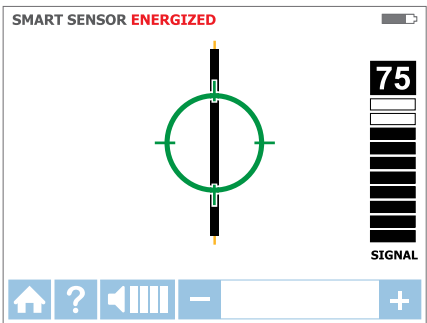 SMART SENSOR ENERGIZED
75
SIGNAL
? − +